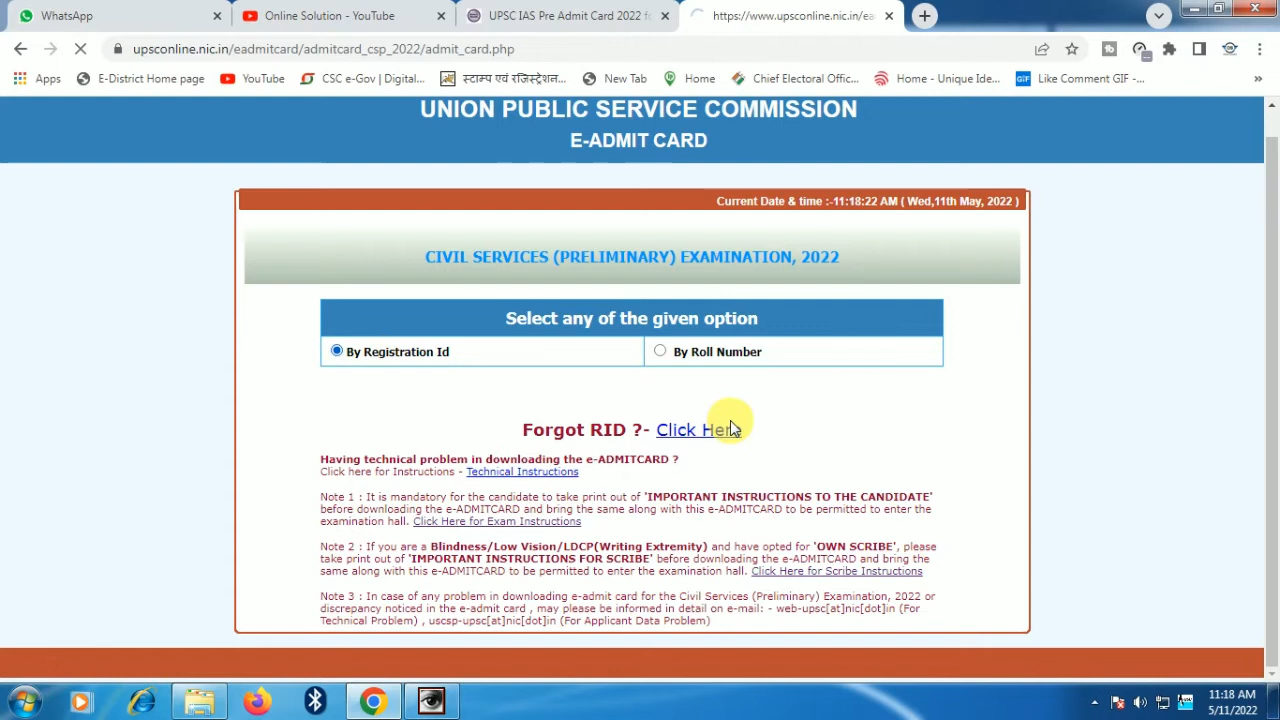 WhatsApp
Online Solution - YouTube
UPSC IAS Pre Admit Card 2022 fo
https://www.upsconline.nic.in/ea
upsconline.nic.in/eadmitcard/admitcard_csp_2022/admit_card.php
Apps
E-District Home page
YouTube
CSC e-Gov | Digital...
स्टाम्प एवं रजिस्ट्रेशन...
New Tab
Home
Chief Electoral Offic...
Home - Unique Ide...
GIF
Like Comment GIF -...
»
UNION PUBLIC SERVICE COMMISSION
E-ADMIT CARD
Current Date & time :-11:18:22 AM ( Wed,11th May, 2022 )
CIVIL SERVICES (PRELIMINARY) EXAMINATION, 2022
Select any of the given option
By Registration Id
By Roll Number
Forgot RID ?- Click Here
Having technical problem in downloading the e-ADMITCARD ?
Click here for Instructions - Technical Instructions
Note 1 : It is mandatory for the candidate to take print out of 'IMPORTANT INSTRUCTIONS TO THE CANDIDATE'
before downloading the e-ADMITCARD and bring the same along with this e-ADMITCARD to be permitted to enter the
examination hall. Click Here for Exam Instructions
Note 2 : If you are a Blindness/Low Vision/LDCP(Writing Extremity) and have opted for 'OWN SCRIBE', please
take print out of 'IMPORTANT INSTRUCTIONS FOR SCRIBE' before downloading the e-ADMITCARD and bring the
same along with this e-ADMITCARD to be permitted to enter the examination hall. Click Here for Scribe Instructions
Note 3 : In case of any problem in downloading e-admit card for the Civil Services (Preliminary) Examination, 2022 or
discrepancy noticed in the e-admit card , may please be informed in detail on e-mail: - web-upsc[at]nic[dot]in (For
Technical Problem) , uscsp-upsc[at]nic[dot]in (For Applicant Data Problem)
11:18 AM
5/11/2022